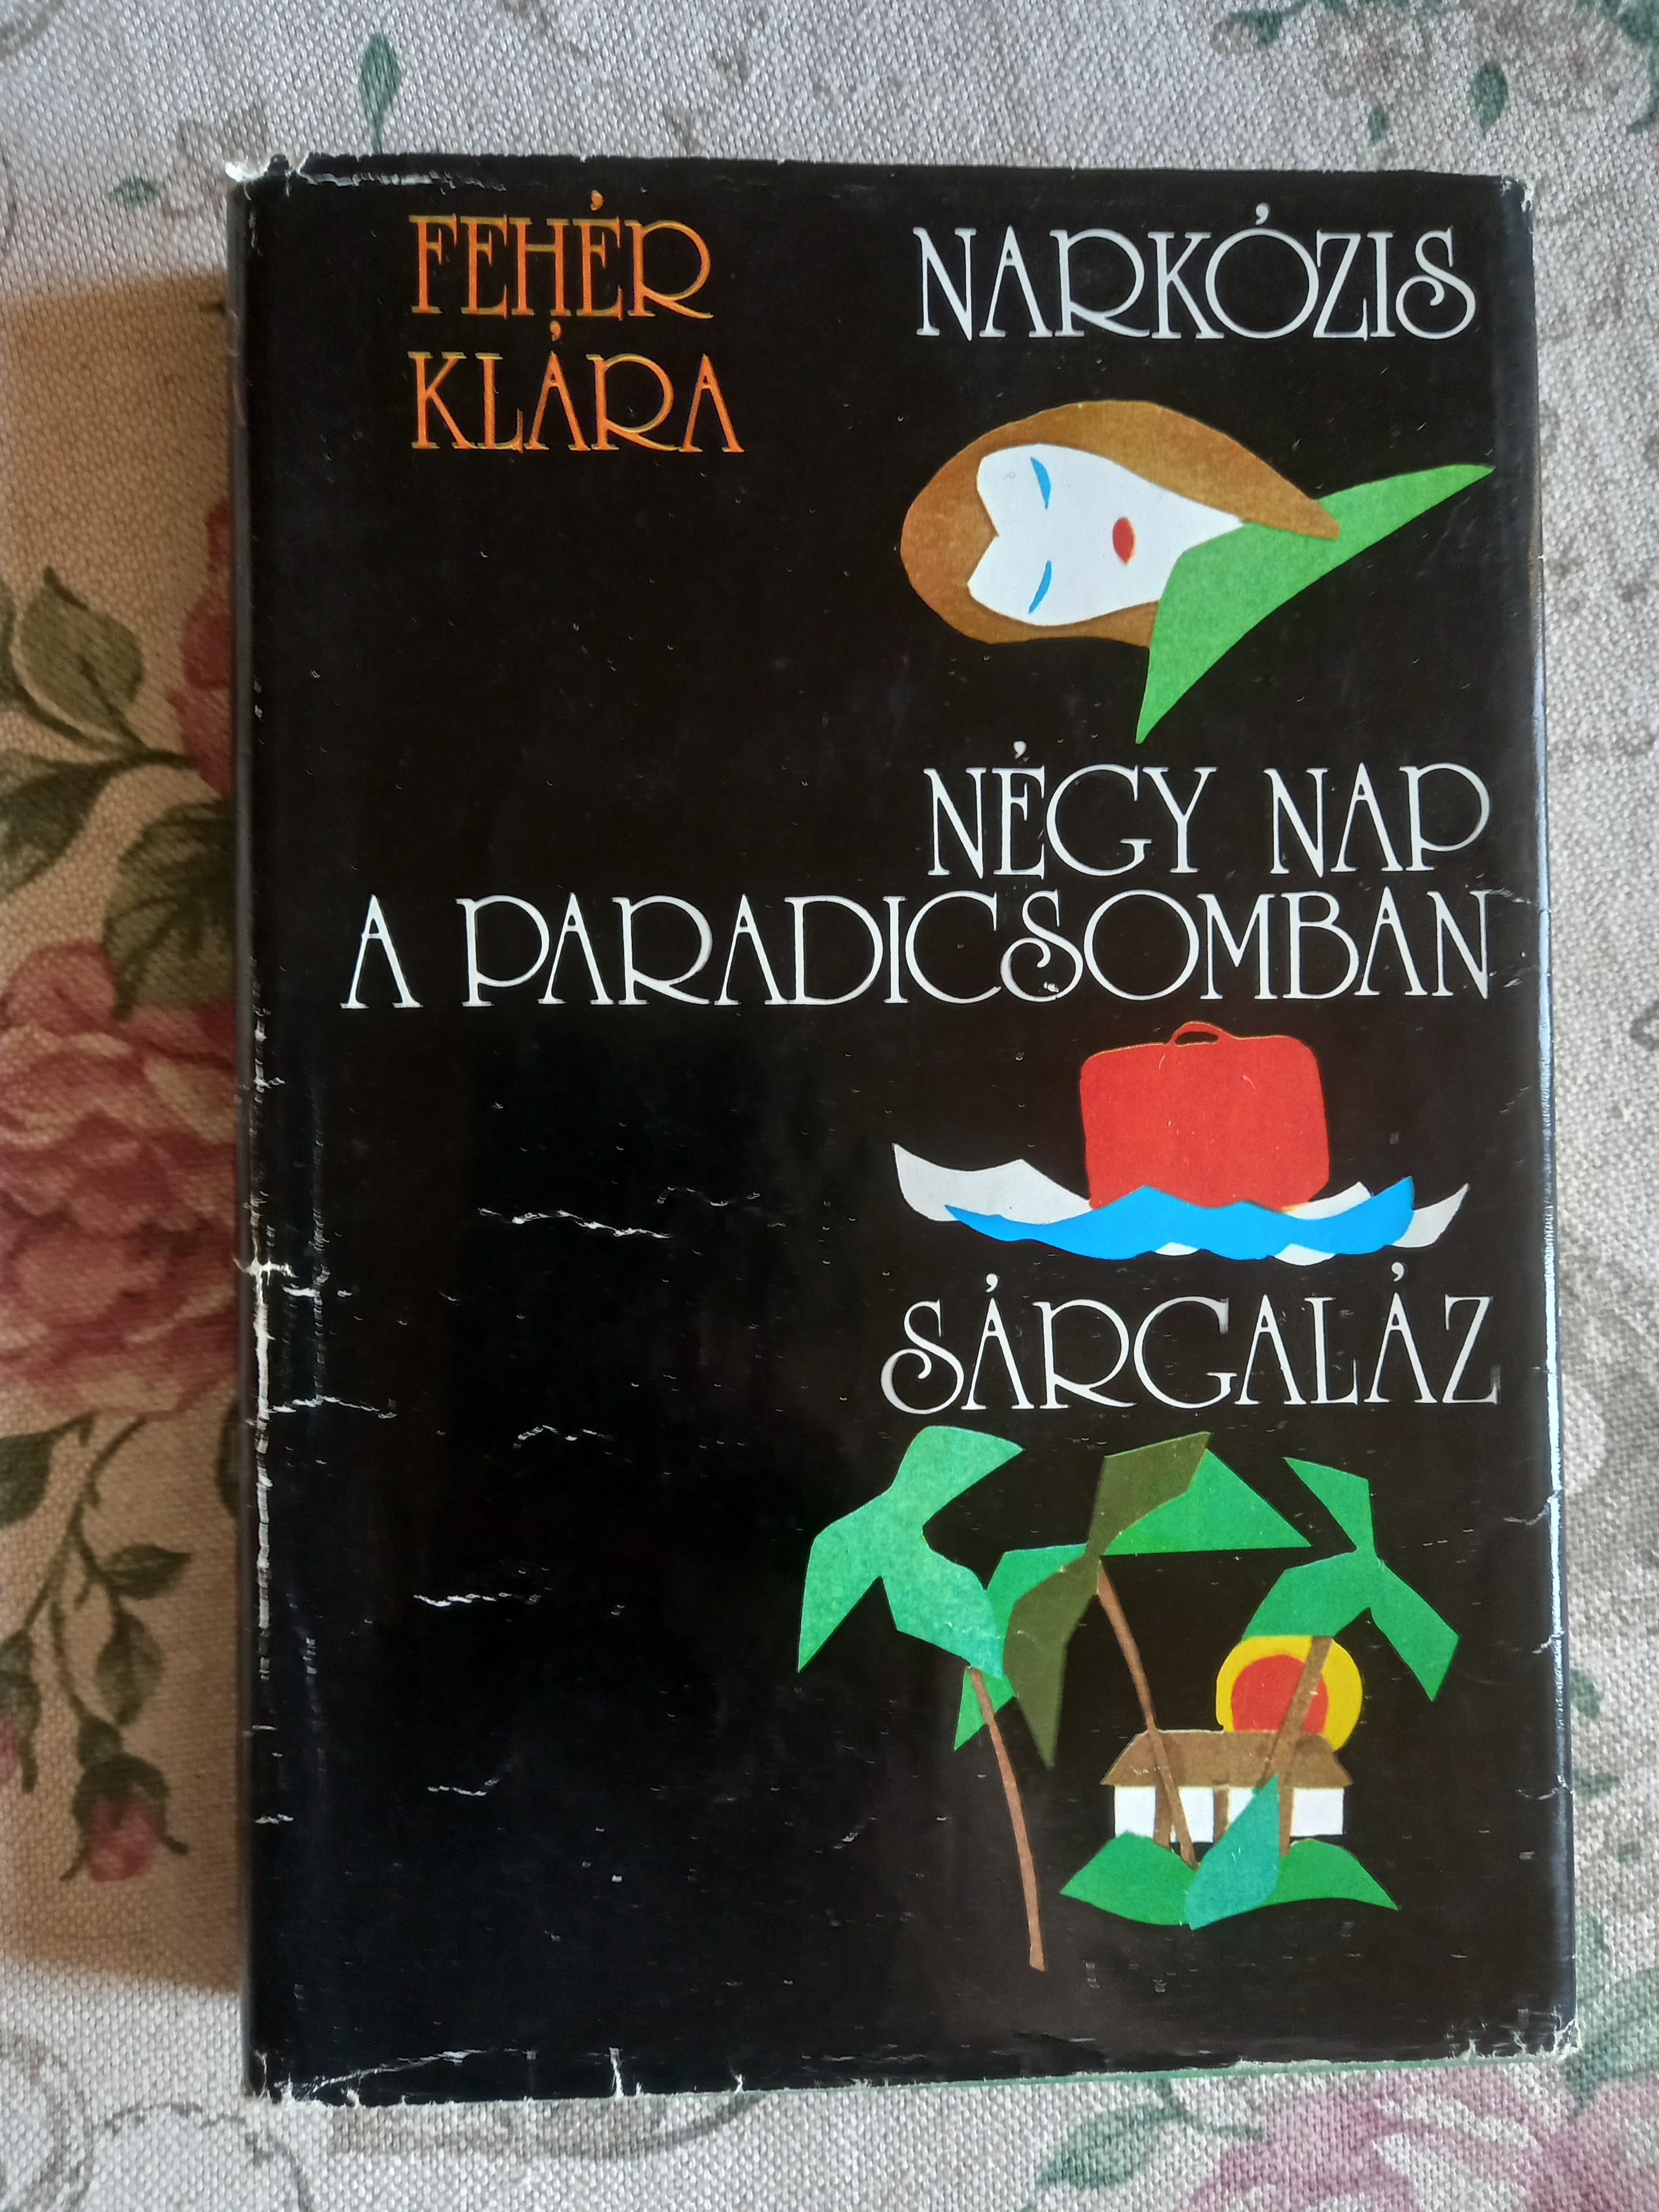 FEHÉR
KLÁRA
NARKÓZIS
NÉGY NAP
A PARADICSOMBAN
SÁRGALÁZ